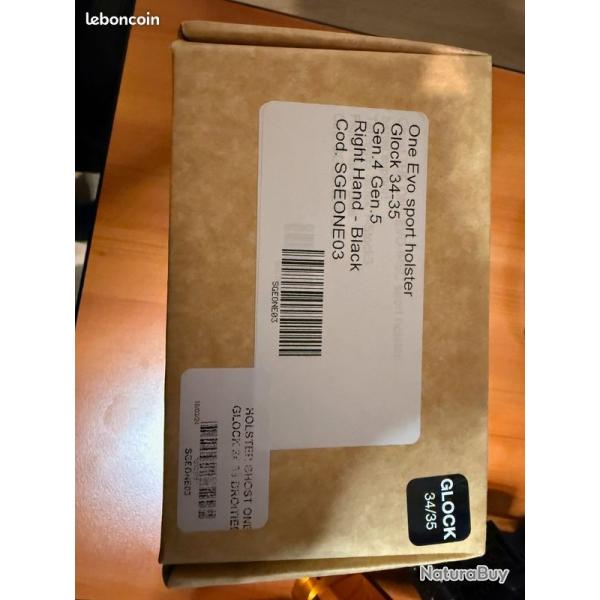 leboncoin
One Evo sport holster
Glock 34-35
Gen.4 Gen.5
Right Hand - Black
Cod. SGEONE03
SGEONE03
HOLSTER GHOST ONE
GLOCK
SGEONE03
GLOCK
34/35
NaturaBuy